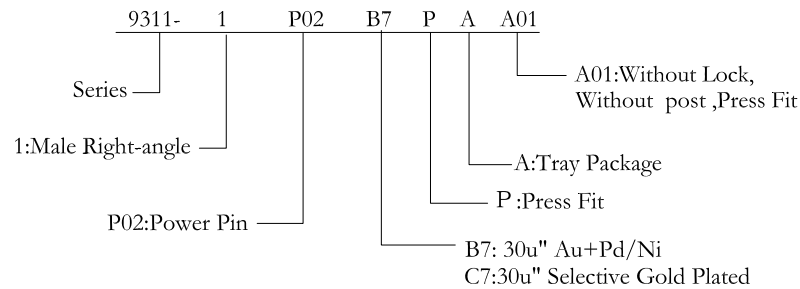 9311- 1 P02 B7 P A A01
A01:Without Lock,
Without post ,Press Fit
Series
1:Male Right-angle
A:Tray Package
P :Press Fit
P02:Power Pin
B7: 30u" Au+Pd/Ni
C7:30u" Selective Gold Plated